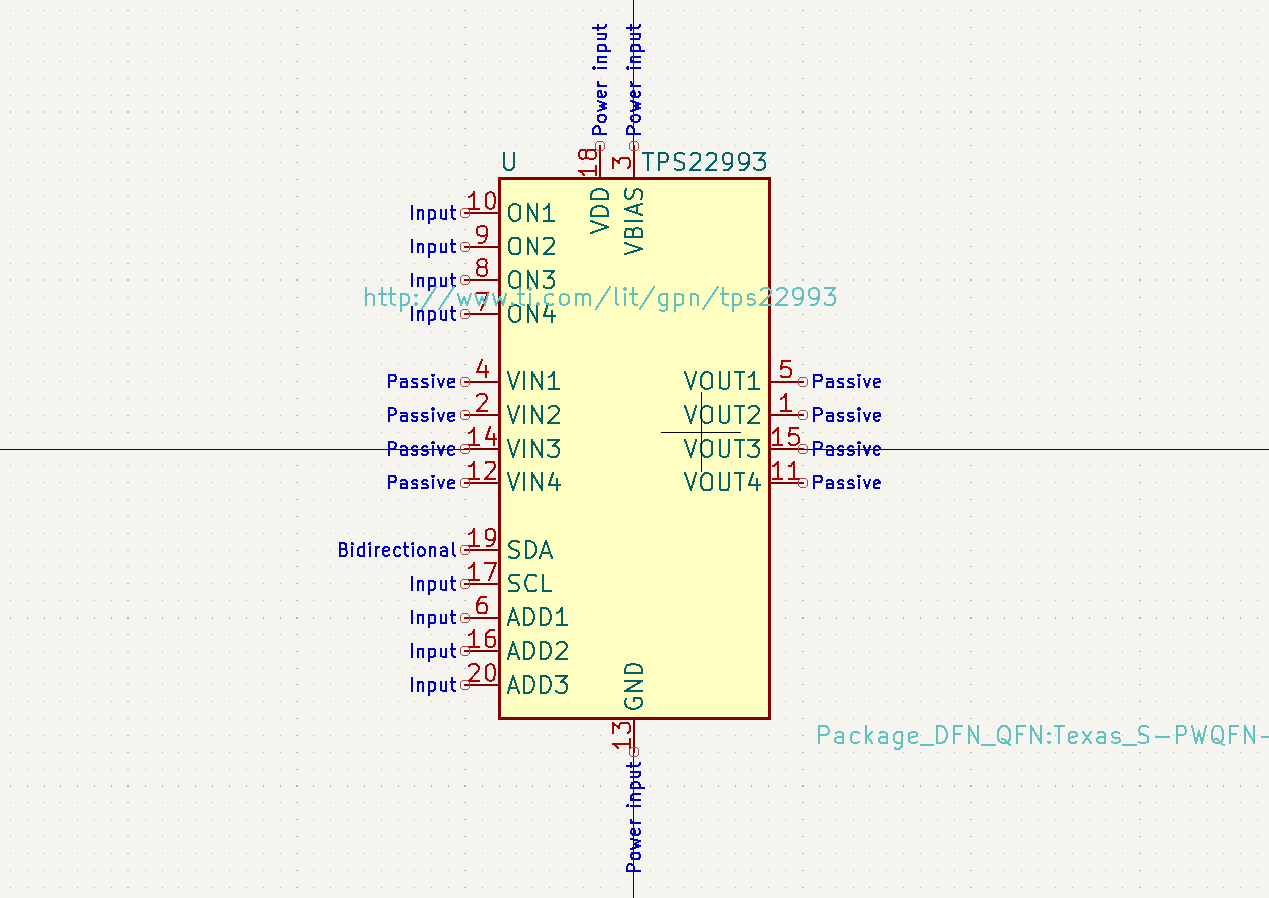 Power input
Power input
18
3
U
TPS22993
VDD
VBIAS
Input 10 ON1
Input 9 ON2
Input 8 ON3
http://www.ti.com/lit/gpn/tps22993
Input 7 ON4
Passive 4 VIN1 VOUT1 5 Passive
Passive 2 VIN2 VOUT2 1 Passive
Passive 14 VIN3 VOUT3 15 Passive
Passive 12 VIN4 VOUT4 11 Passive
Bidirectional 19 SDA
Input 17 SCL
Input 6 ADD1
Input 16 ADD2
Input 20 ADD3
GND
13
Package_DFN_QFN:Texas_S-PWQFN-
Power input